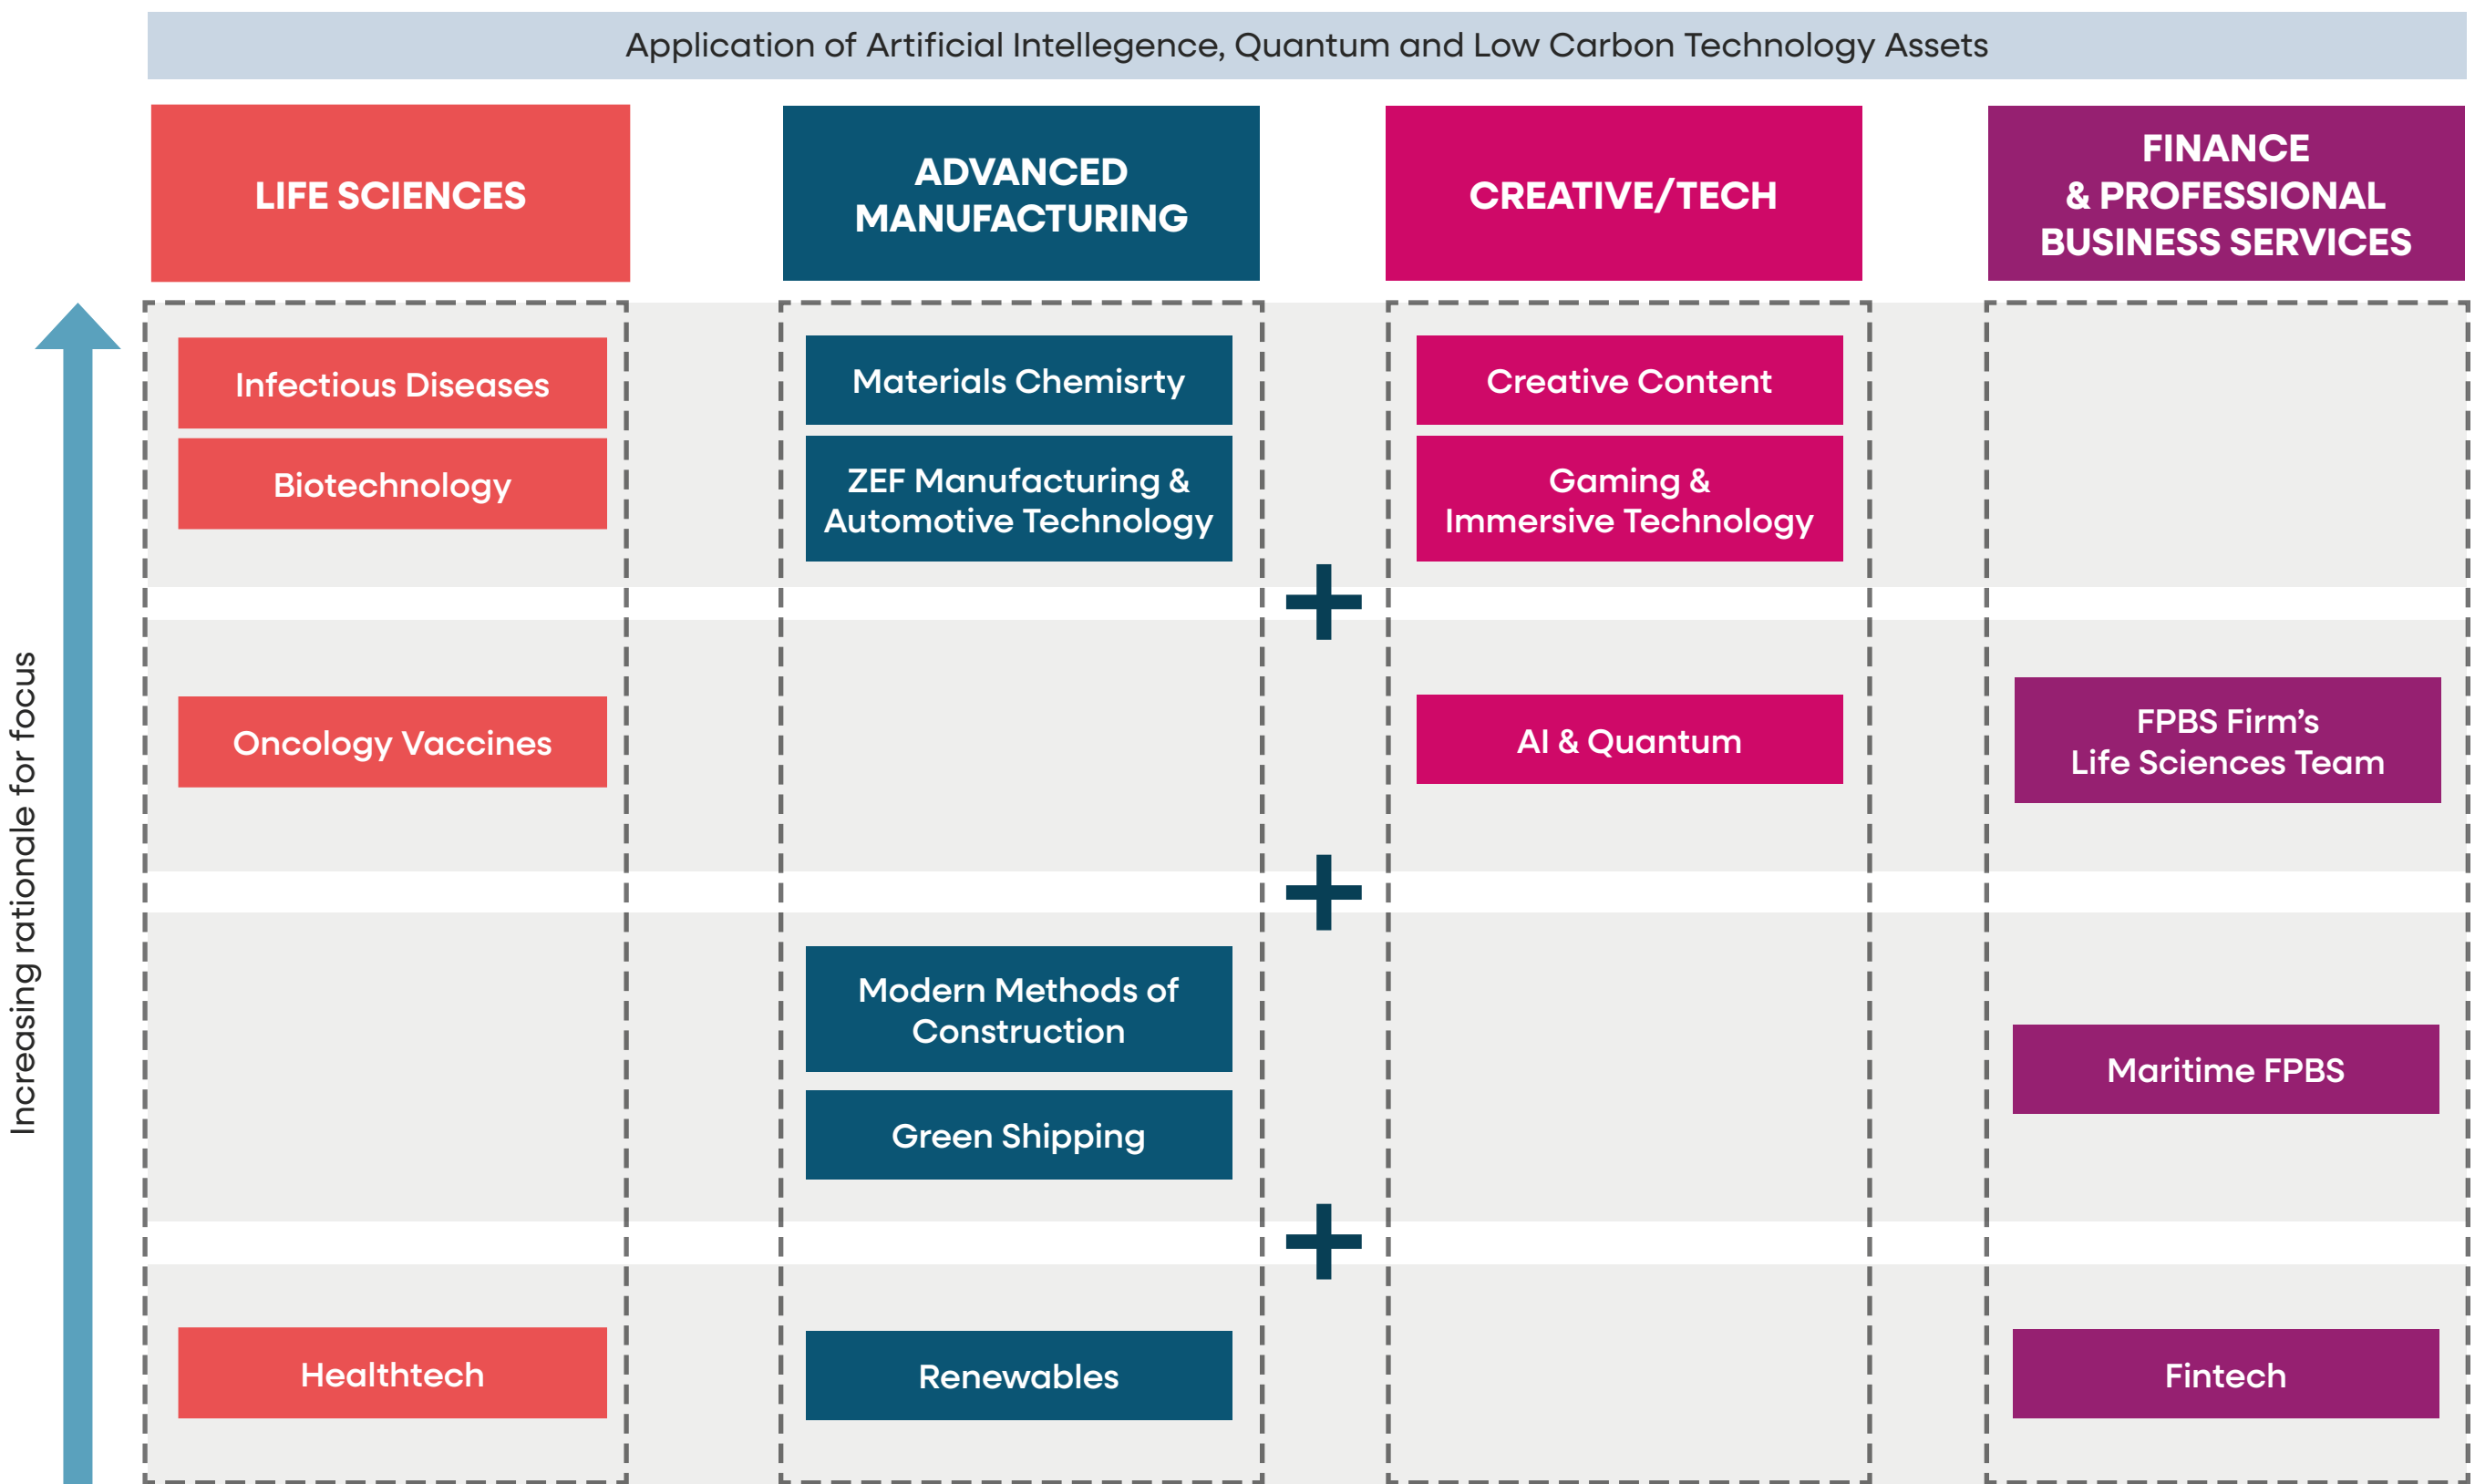 Application of Artificial Intellegence, Quantum and Low Carbon Technology Assets
LIFE SCIENCES
ADVANCED
MANUFACTURING
CREATIVE/TECH
FINANCE
& PROFESSIONAL
BUSINESS SERVICES
Increasing rationale for focus
Infectious Diseases
Materials Chemisrty
Creative Content
Biotechnology
ZEF Manufacturing &
Automotive Technology
Gaming &
Immersive Technology
Oncology Vaccines
AI & Quantum
FPBS Firm’s
Life Sciences Team
Modern Methods of
Construction
Green Shipping
Maritime FPBS
Healthtech
Renewables
Fintech